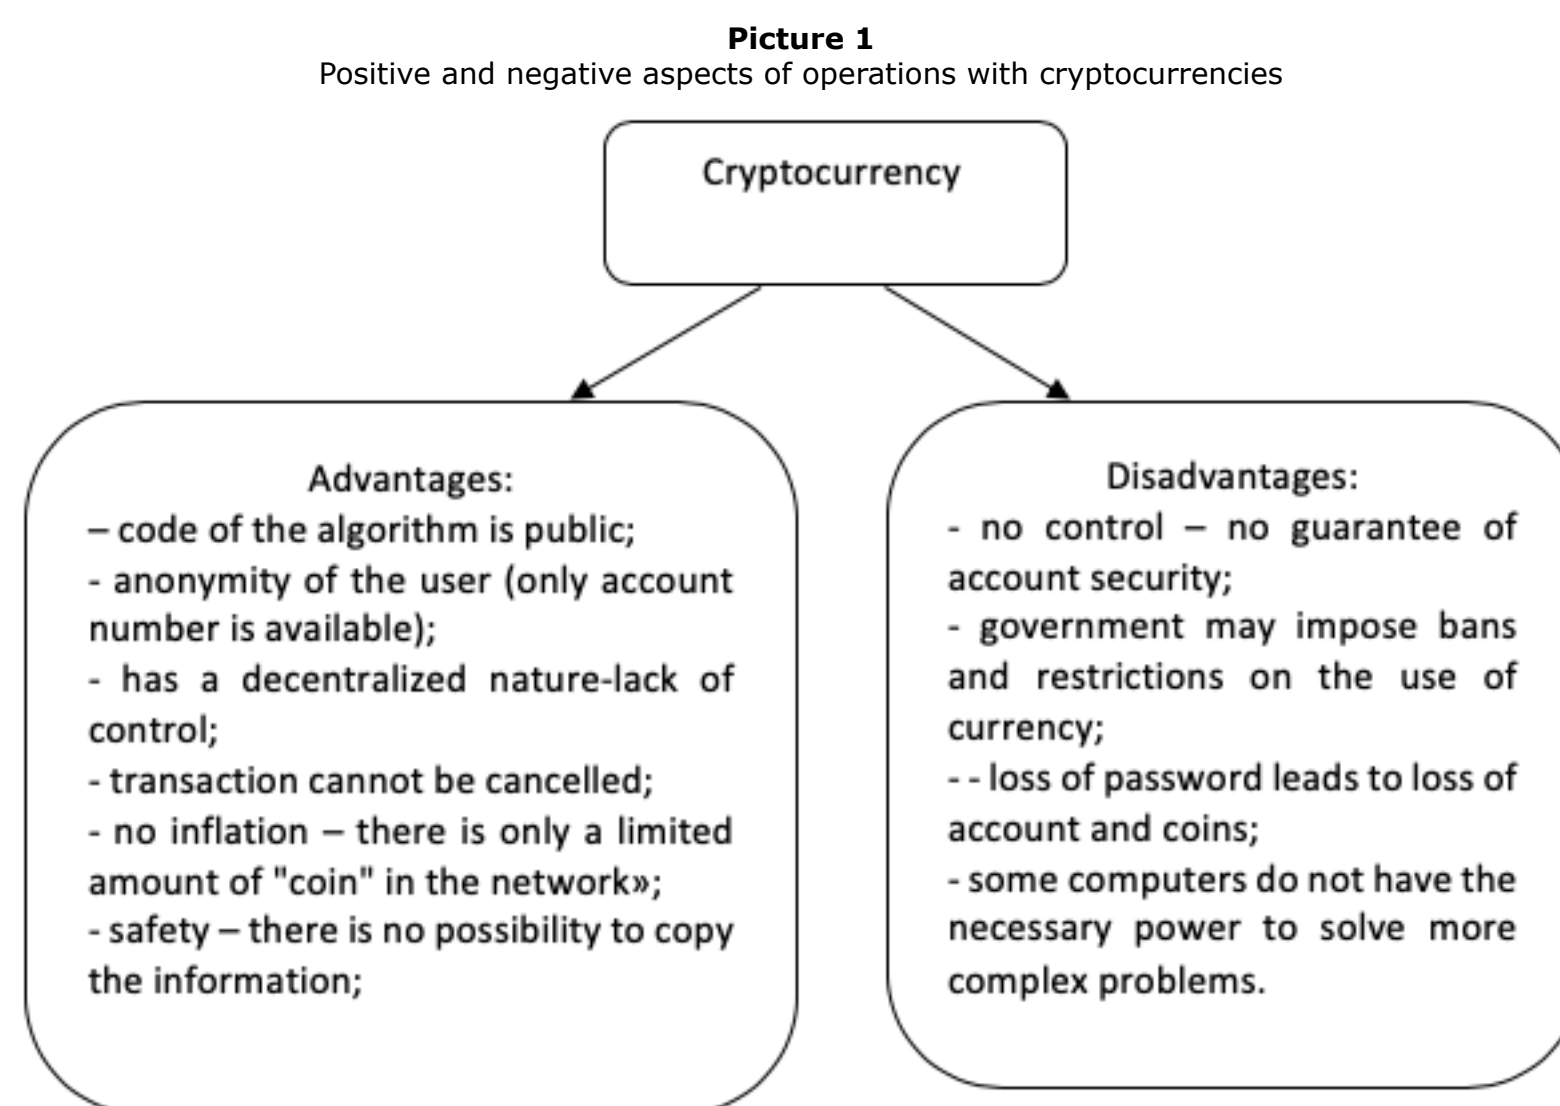 Picture 1
Positive and negative aspects of operations with cryptocurrencies
Cryptocurrency
Advantages:
– code of the algorithm is public;
- anonymity of the user (only account
number is available);
- has a decentralized nature-lack of
control;
- transaction cannot be cancelled;
- no inflation – there is only a limited
amount of "coin" in the network»;
- safety – there is no possibility to copy
the information;
Disadvantages:
- no control – no guarantee of
account security;
- government may impose bans
and restrictions on the use of
currency;
- - loss of password leads to loss of
account and coins;
- some computers do not have the
necessary power to solve more
complex problems.